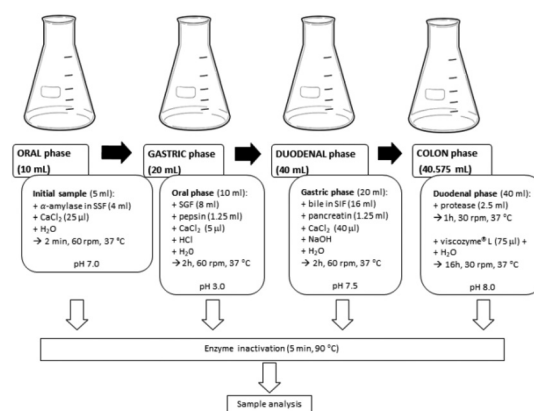 ORAL phase
(10 mL)
Initial sample (5 ml):
+ α-amylase in SSF (4 ml)
+ CaCl₂ (25 μl)
+ H₂O
→ 2 min, 60 rpm, 37 °C
pH 7.0
GASTRIC phase
(20 mL)
Oral phase (10 ml):
+ SGF (8 ml)
+ pepsin (1.25 ml)
+ CaCl₂ (5μl)
+ HCl
+ H₂0
→2h, 60 rpm, 37 °C
pH 3.0
DUODENAL phase
(40 mL)
Gastric phase (20 ml):
+ bile in SIF (16 ml)
+ pancreatin (1.25 ml)
+ CaCl₂ (40μl)
+ NaOH
+ H₂O
→2h, 60 rpm, 37 °C
pH 7.5
COLON phase
(40.575 mL)
Duodenal phase (40 ml):
+ protease (2.5 ml)
→ 1h, 30 rpm, 37 °C
+ viscozyme® L (75 μl) +
+ H₂O
→ 16h, 30 rpm, 37 °C
pH 8.0
Enzyme inactivation (5 min, 90 °C)
Sample analysis